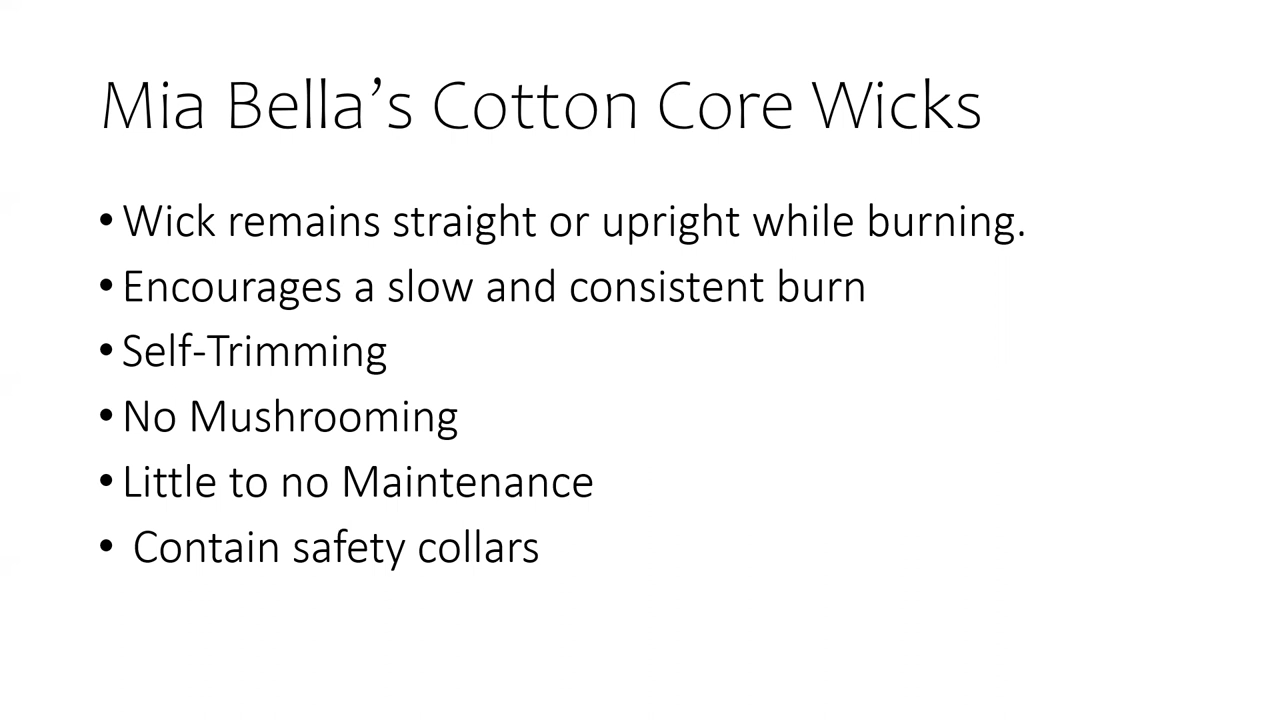 Mia Bella’s Cotton Core Wicks
• Wick remains straight or upright while burning.
• Encourages a slow and consistent burn
• Self-Trimming
• No Mushrooming
• Little to no Maintenance
• Contain safety collars